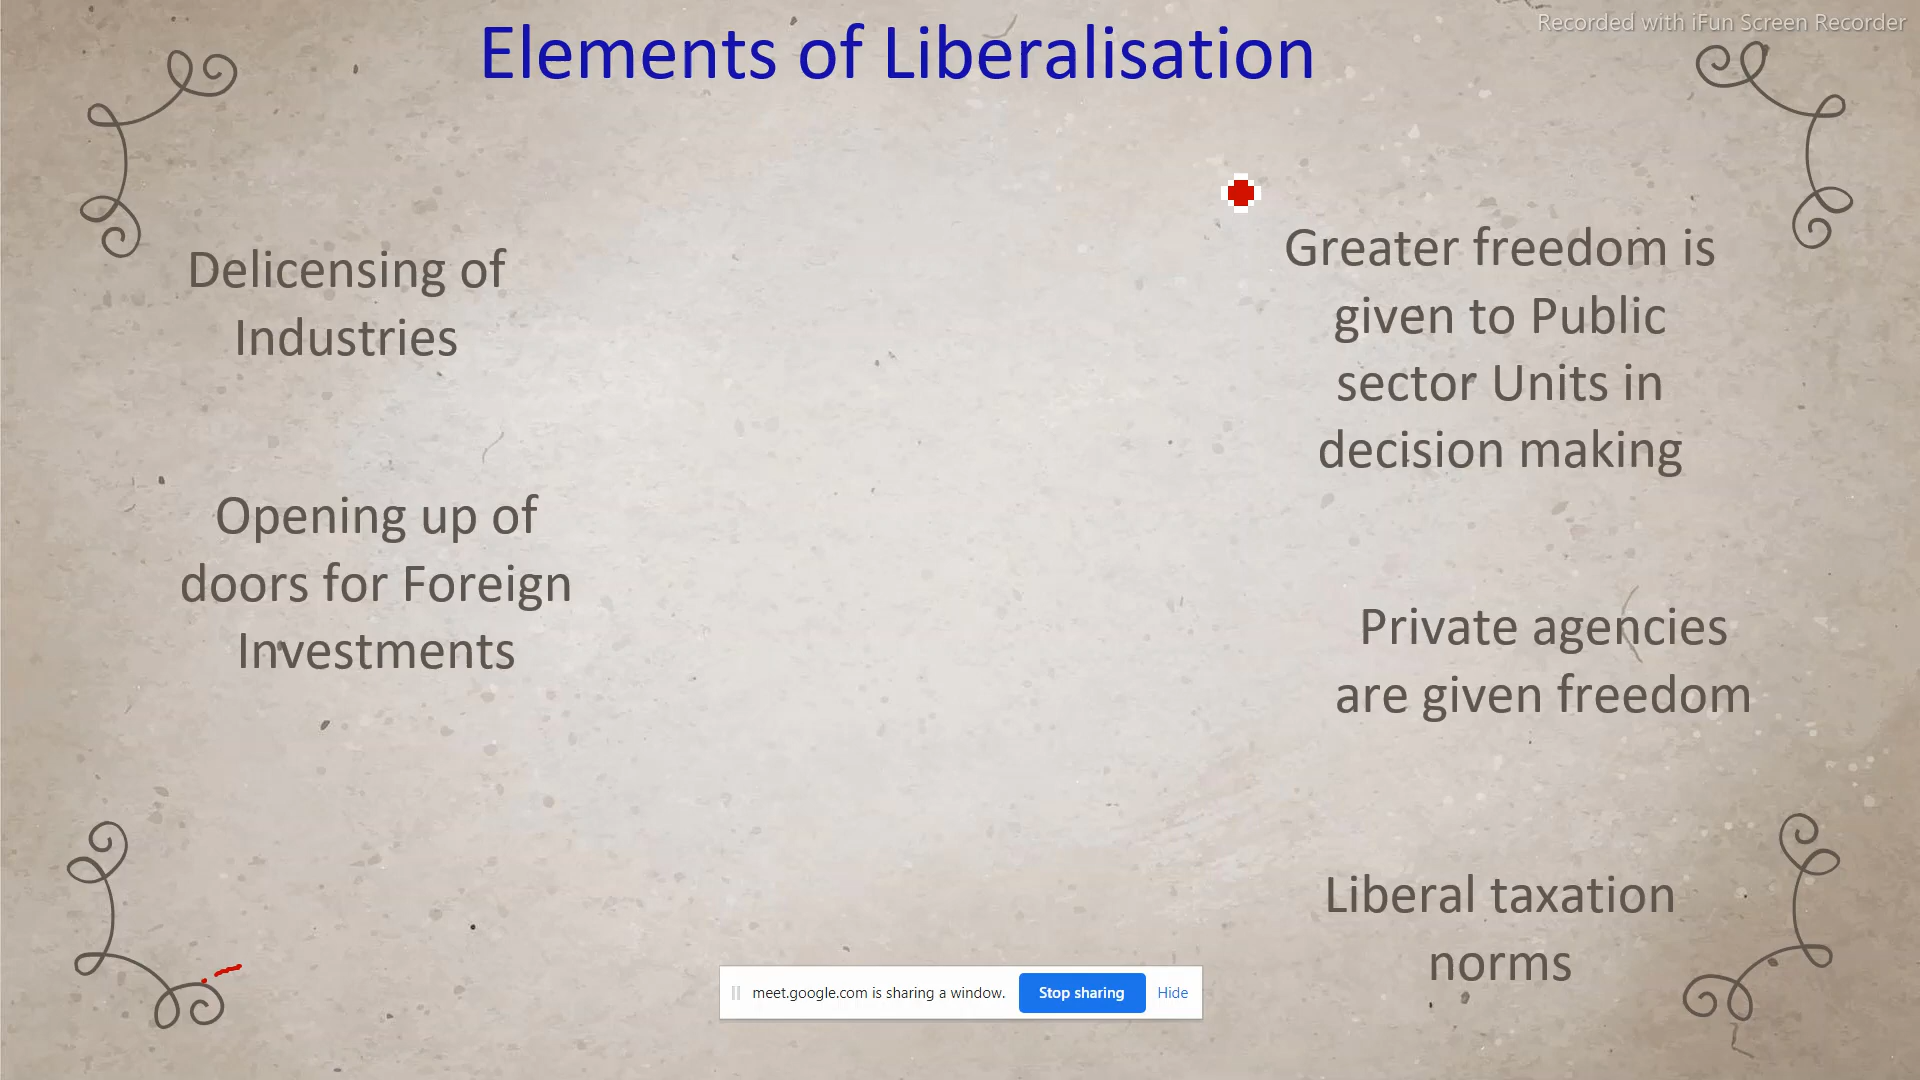 Recorded with iFun Screen Recorder
Elements of Liberalisation
Delicensing of
Industries
Opening up of
doors for Foreign
Investments
Greater freedom is
given to Public
sector Units in
decision making
Private agencies
are given freedom
Liberal taxation
norms
meet.google.com is sharing a window. Stop sharing Hide